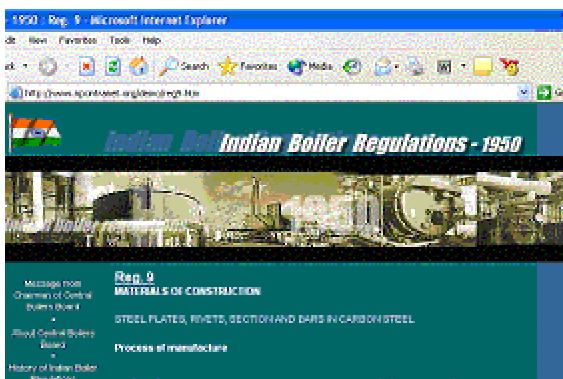 - 1950 : Reg. 9 - Microsoft Internet Explorer
dit View Favorites Tools Help
Search Favorites Media
Indian Boiler Regulations - 1950
Reg. 9
MATERIALS OF CONSTRUCTION
STEEL PLATES, RIVETS, SECTION AND BARS IN CARBON STEEL
Process of manufacture
Message from
Chairman of Central
Boilers Board
About Central Boilers
Board
History of Indian Boiler